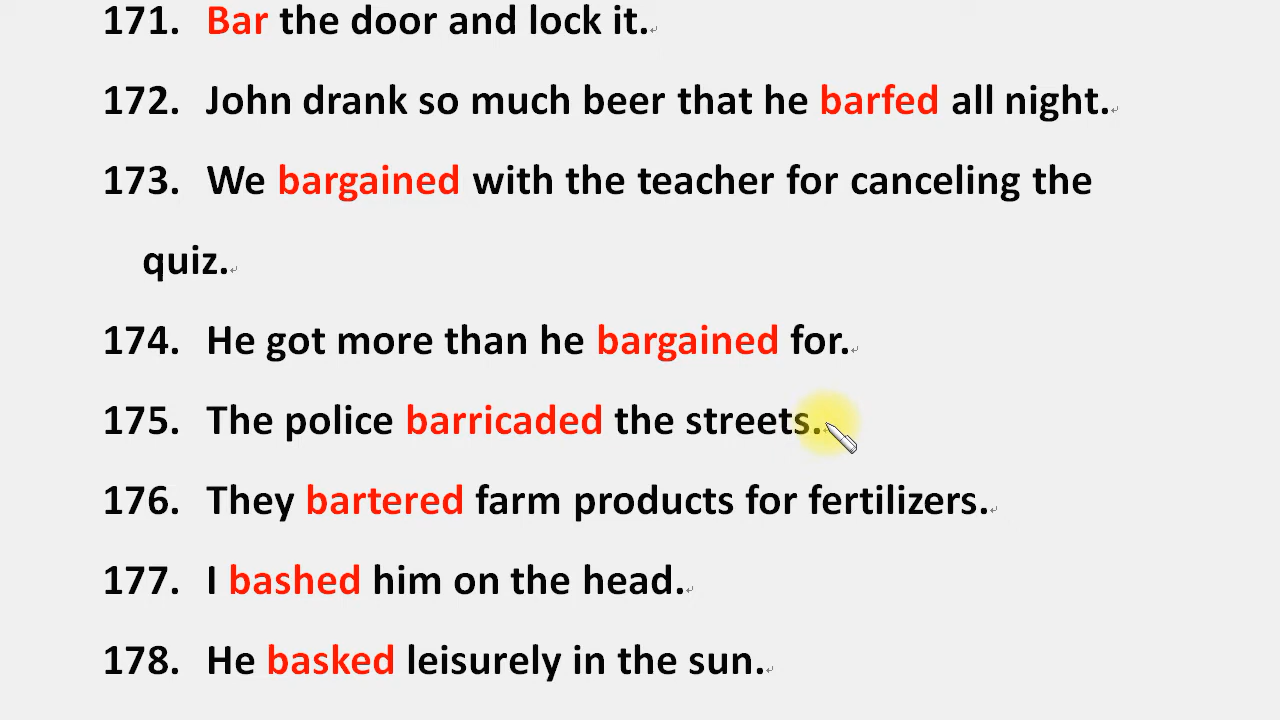 171. Bar the door and lock it.
172. John drank so much beer that he barfed all night.
173. We bargained with the teacher for canceling the
quiz.
174. He got more than he bargained for.
175. The police barricaded the streets.
176. They bartered farm products for fertilizers.
177. I bashed him on the head.
178. He basked leisurely in the sun.